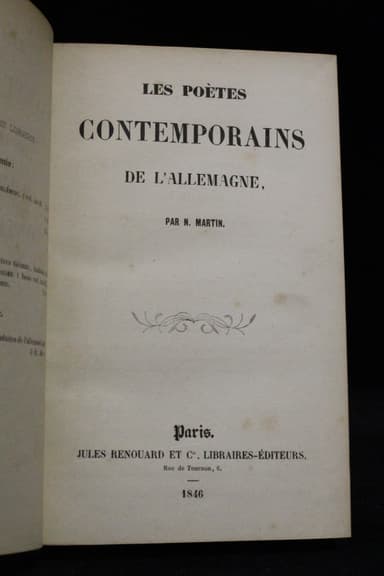 LES POÈTES
CONTEMPORAINS
DE L'ALLEMAGNE,
PAR N. MARTIN.
Paris.
JULES RENOUARD ET Cie, LIBRAIRES-ÉDITEURS.
Rue de Tournon, 6.
1846